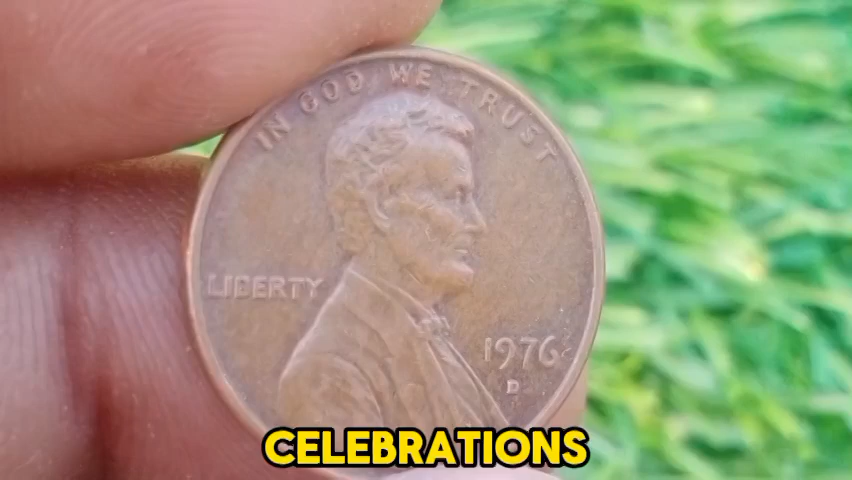 IN GOD WE TRUST
LIBERTY
1976
D
CELEBRATIONS